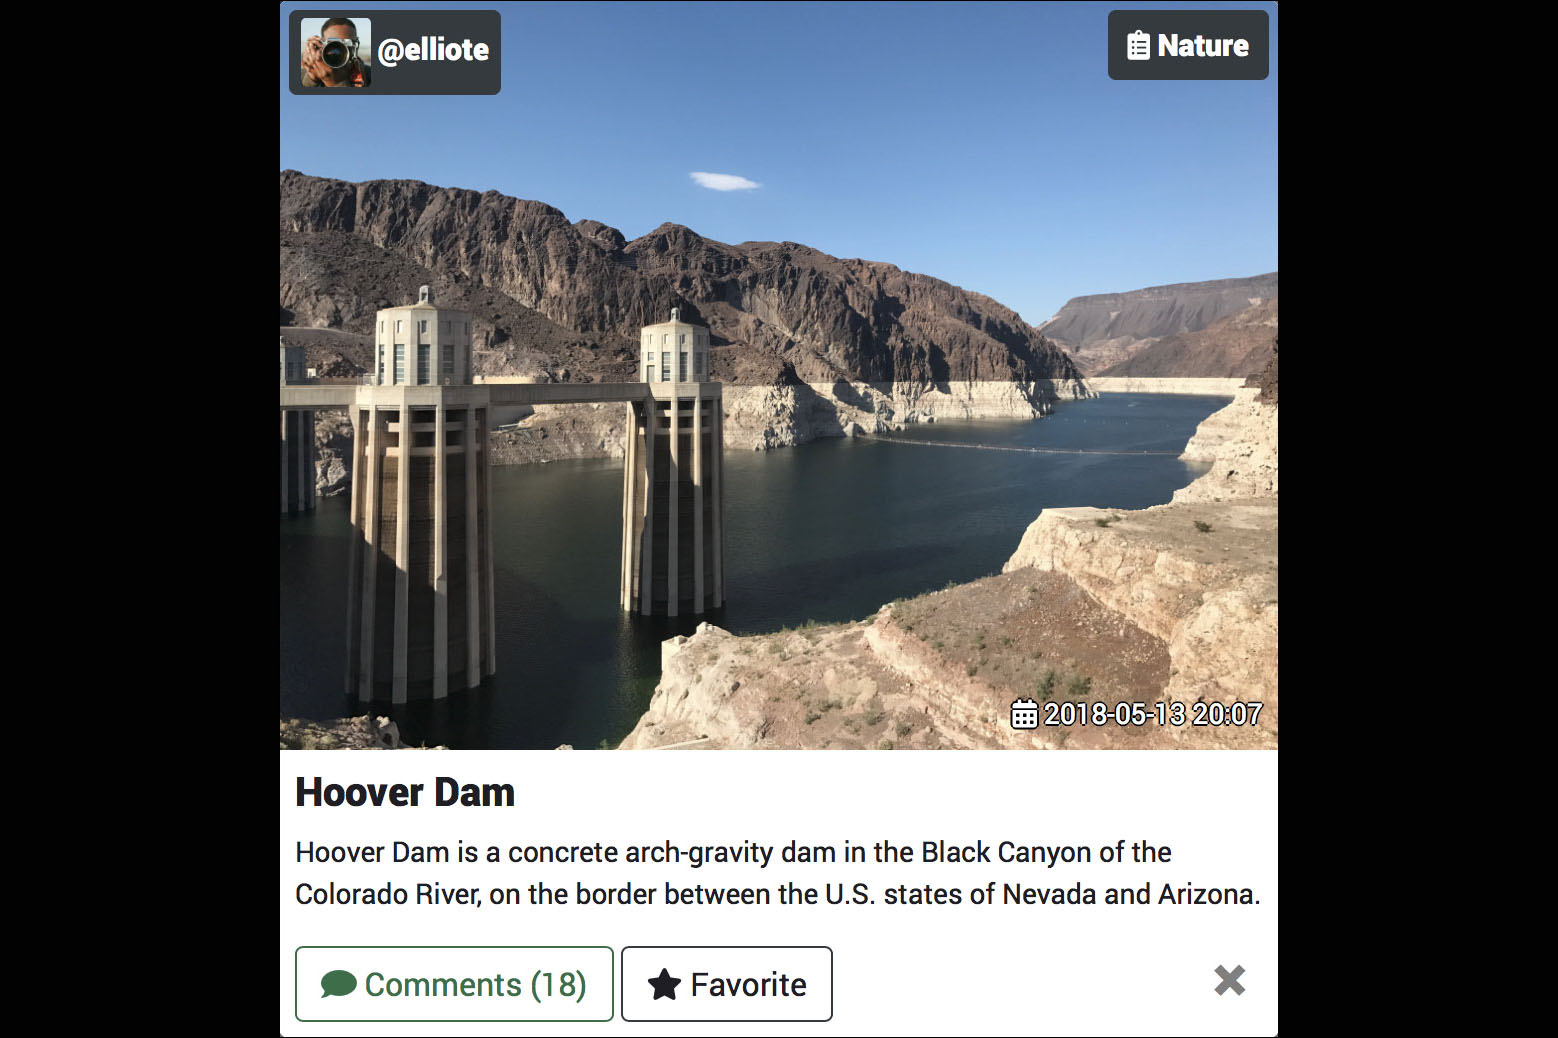 @elliote
Nature
2018-05-13 20:07
Hoover Dam
Hoover Dam is a concrete arch-gravity dam in the Black Canyon of the
Colorado River, on the border between the U.S. states of Nevada and Arizona.
Comments (18)
Favorite